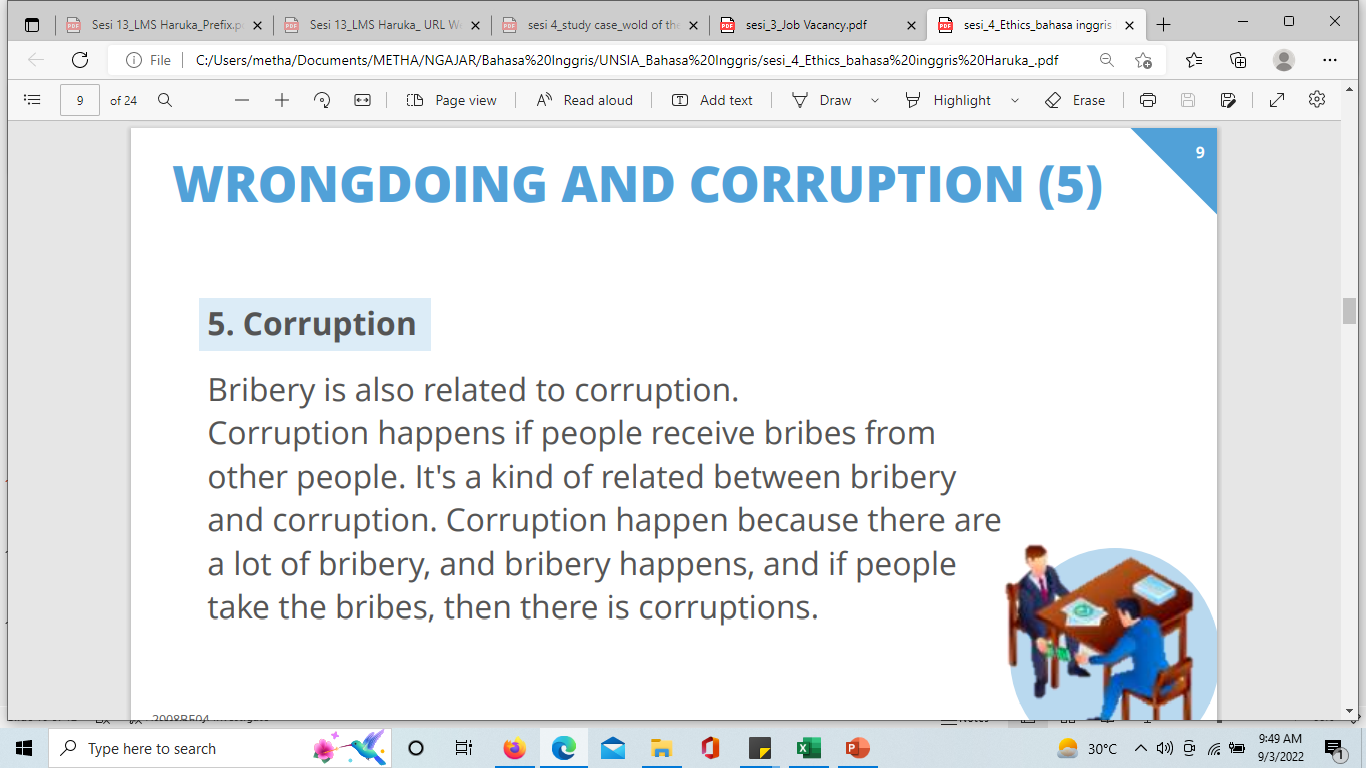 Sesi 13_LMS Haruka_Prefix.p
Sesi 13_LMS Haruka_ URL W
sesi 4_study case_wold of the
sesi_3_Job Vacancy.pdf
sesi_4_Ethics_bahasa inggris
File
C:/Users/metha/Documents/METHA/NGAJAR/Bahasa%20Inggris/UNSIA_Bahasa%20Inggris/sesi_4_Ethics_bahasa%20inggris%20Haruka_.pdf
9 of 24
Page view
Read aloud
Add text
Draw
Highlight
Erase
9
WRONGDOING AND CORRUPTION (5)
5. Corruption
Bribery is also related to corruption.
Corruption happens if people receive bribes from
other people. It's a kind of related between bribery
and corruption. Corruption happen because there are
a lot of bribery, and bribery happens, and if people
take the bribes, then there is corruptions.
Type here to search
30°C
9:49 AM
9/3/2022
1